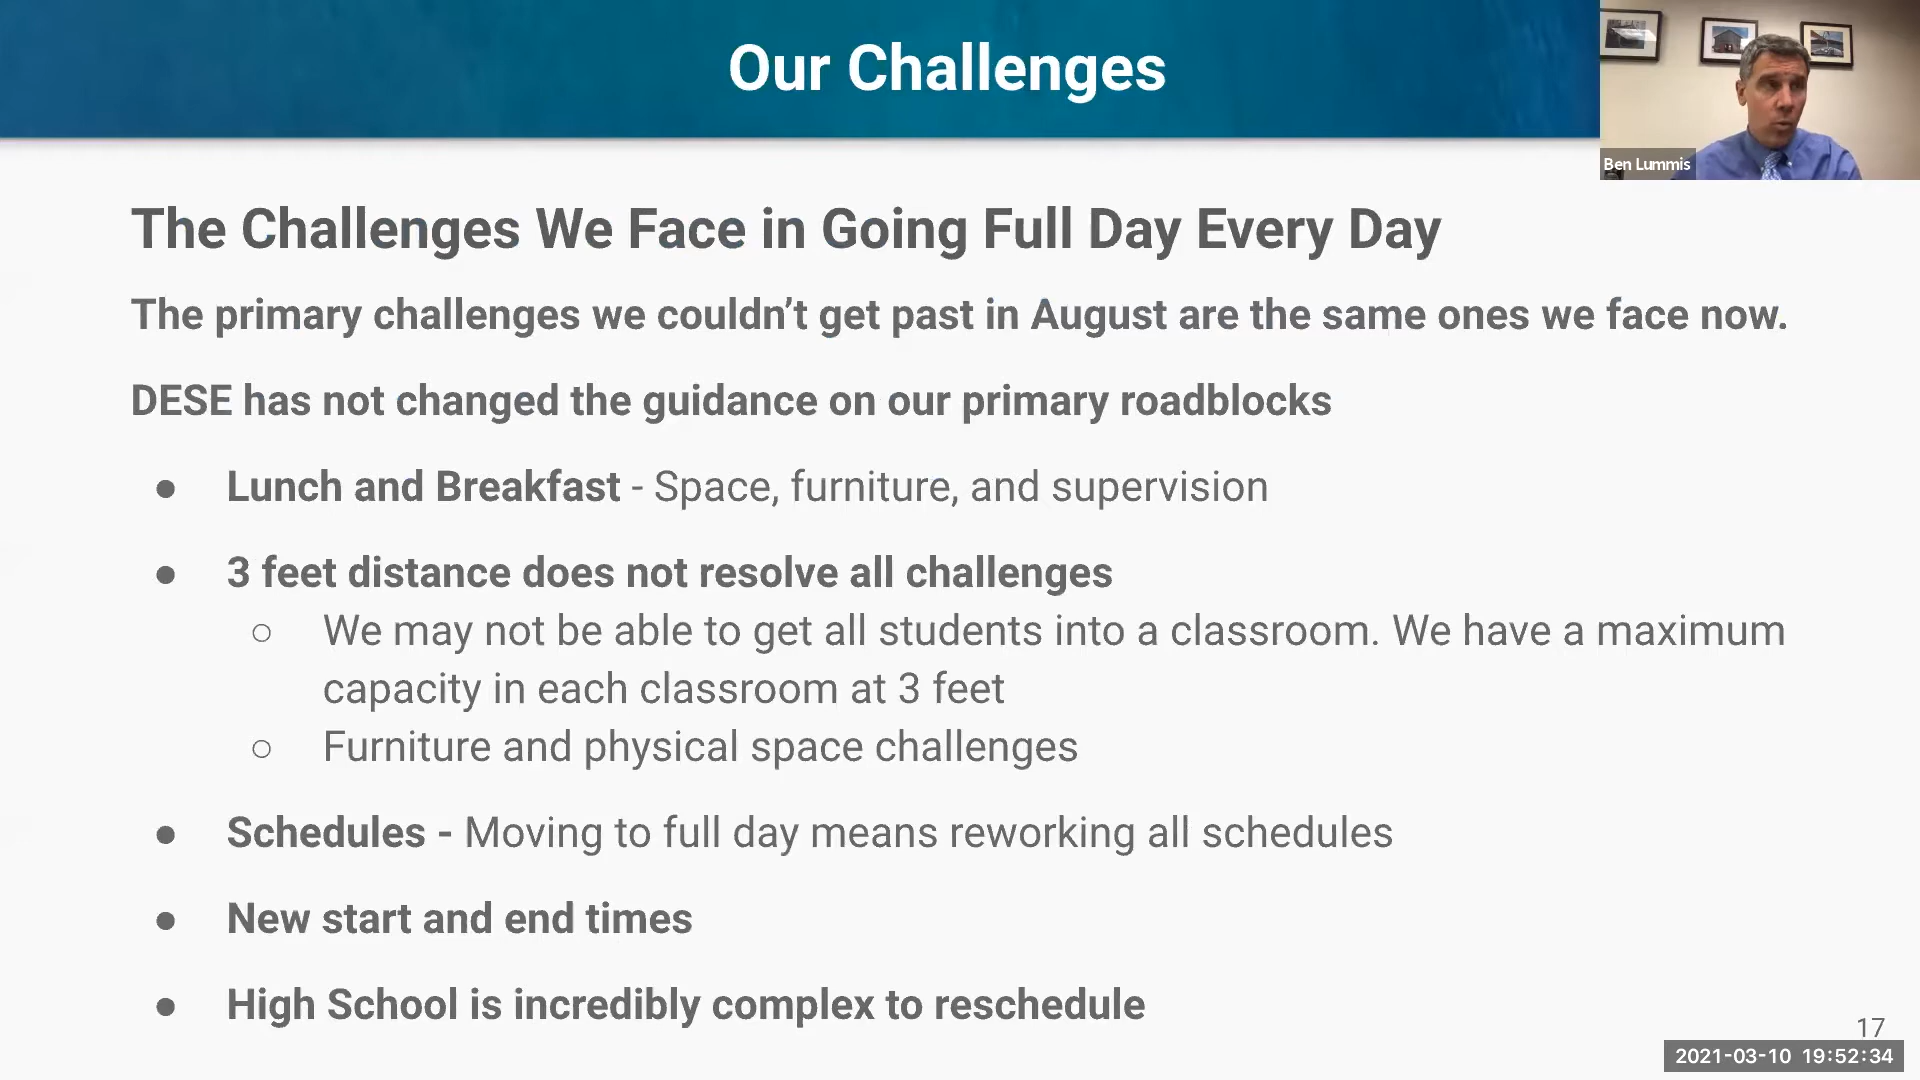 Our Challenges
Ben Lummis
The Challenges We Face in Going Full Day Every Day
The primary challenges we couldn’t get past in August are the same ones we face now.
DESE has not changed the guidance on our primary roadblocks
● Lunch and Breakfast - Space, furniture, and supervision
● 3 feet distance does not resolve all challenges
○ We may not be able to get all students into a classroom. We have a maximum
capacity in each classroom at 3 feet
○ Furniture and physical space challenges
● Schedules - Moving to full day means reworking all schedules
● New start and end times
● High School is incredibly complex to reschedule
17
2021-03-10 19:52:34